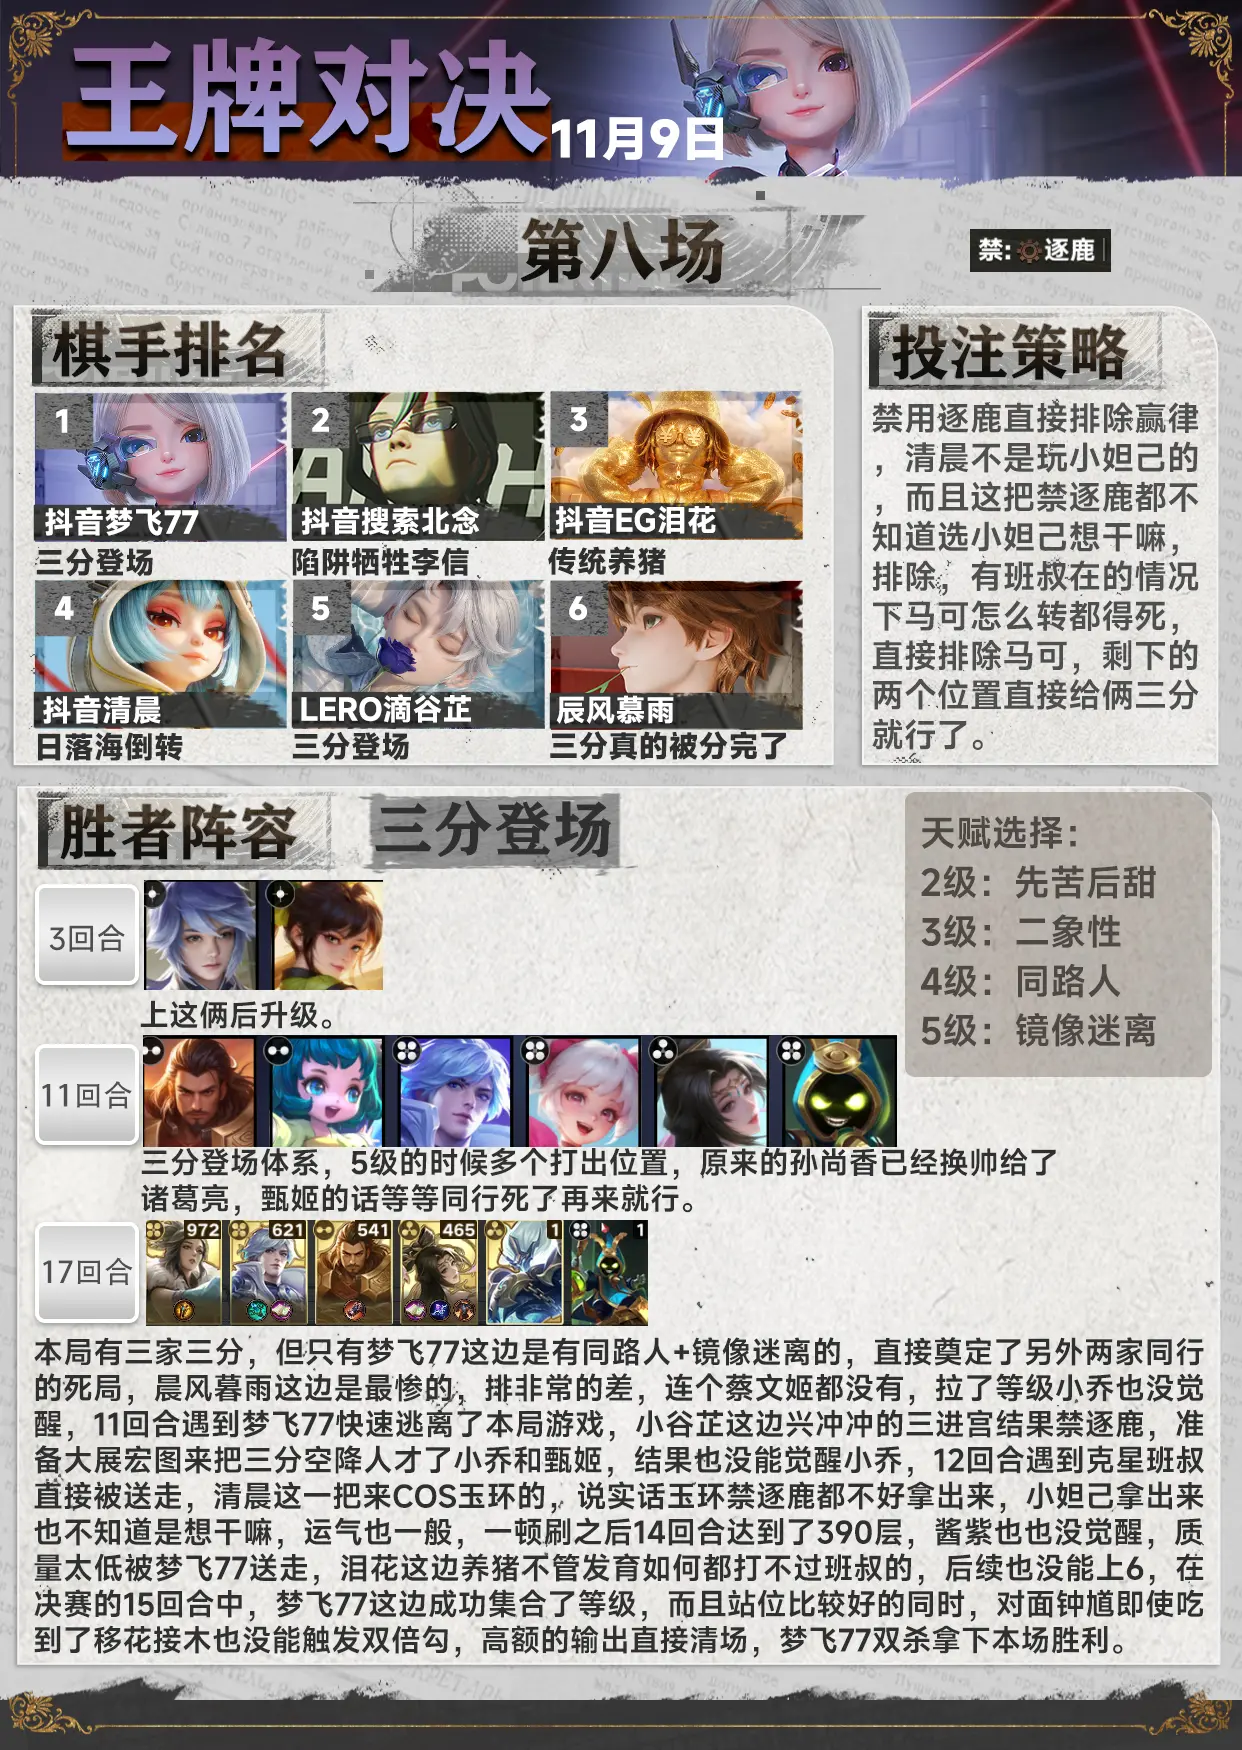 王牌对决
11月9日
第八场
禁:逐鹿
棋手排名
1
抖音梦飞77
三分登场
2
抖音搜索北念
陷阱牺牲李信
3
抖音EG泪花
传统养猪
4
抖音清晨
日落海倒转
5
LERO滴谷芷
三分登场
6
辰风慕雨
三分真的被分完了
投注策略
禁用逐鹿直接排除赢律
，清晨不是玩小妲己的
，而且这把禁逐鹿都不
知道选小妲己想干嘛，
排除，有班叔在的情况
下马可怎么转都得死，
直接排除马可，剩下的
两个位置直接给俩三分
就行了。
胜者阵容
三分登场
天赋选择：
2级：先苦后甜
3级：二象性
4级：同路人
5级：镜像迷离
3回合
上这俩后升级。
11回合
三分登场体系，5级的时候多个打出位置，原来的孙尚香已经换帅给了
诸葛亮，甄姬的话等等同行死了再来就行。
17回合
972
621
541
465
1
1
本局有三家三分，但只有梦飞77这边是有同路人+镜像迷离的，直接奠定了另外两家同行
的死局，晨风暮雨这边是最惨的，排非常的差，连个蔡文姬都没有，拉了等级小乔也没觉
醒，11回合遇到梦飞77快速逃离了本局游戏，小谷芷这边兴冲冲的三进宫结果禁逐鹿，准
备大展宏图来把三分空降人才了小乔和甄姬，结果也没能觉醒小乔，12回合遇到克星班叔
直接被送走，清晨这一把来COS玉环的，说实话玉环禁逐鹿都不好拿出来，小妲己拿出来
也不知道是想干嘛，运气也一般，一顿刷之后14回合达到了390层，酱紫也也没觉醒，质
量太低被梦飞77送走，泪花这边养猪不管发育如何都打不过班叔的，后续也没能上6，在
决赛的15回合中，梦飞77这边成功集合了等级，而且站位比较好的同时，对面钟馗即使吃
到了移花接木也没能触发双倍勾，高额的输出直接清场，梦飞77双杀拿下本场胜利。